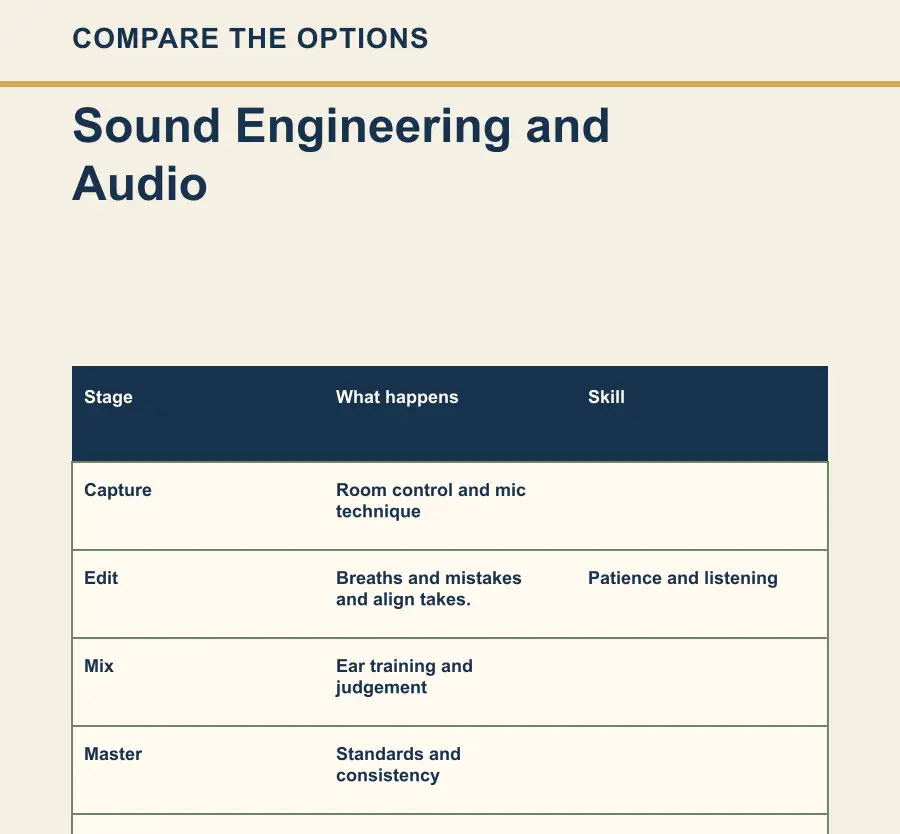 COMPARE THE OPTIONS
Sound Engineering and
Audio
Stage What happens Skill
Capture Room control and mic
technique
Edit Breaths and mistakes Patience and listening
and align takes.
Mix Ear training and
judgement
Master Standards and
consistency